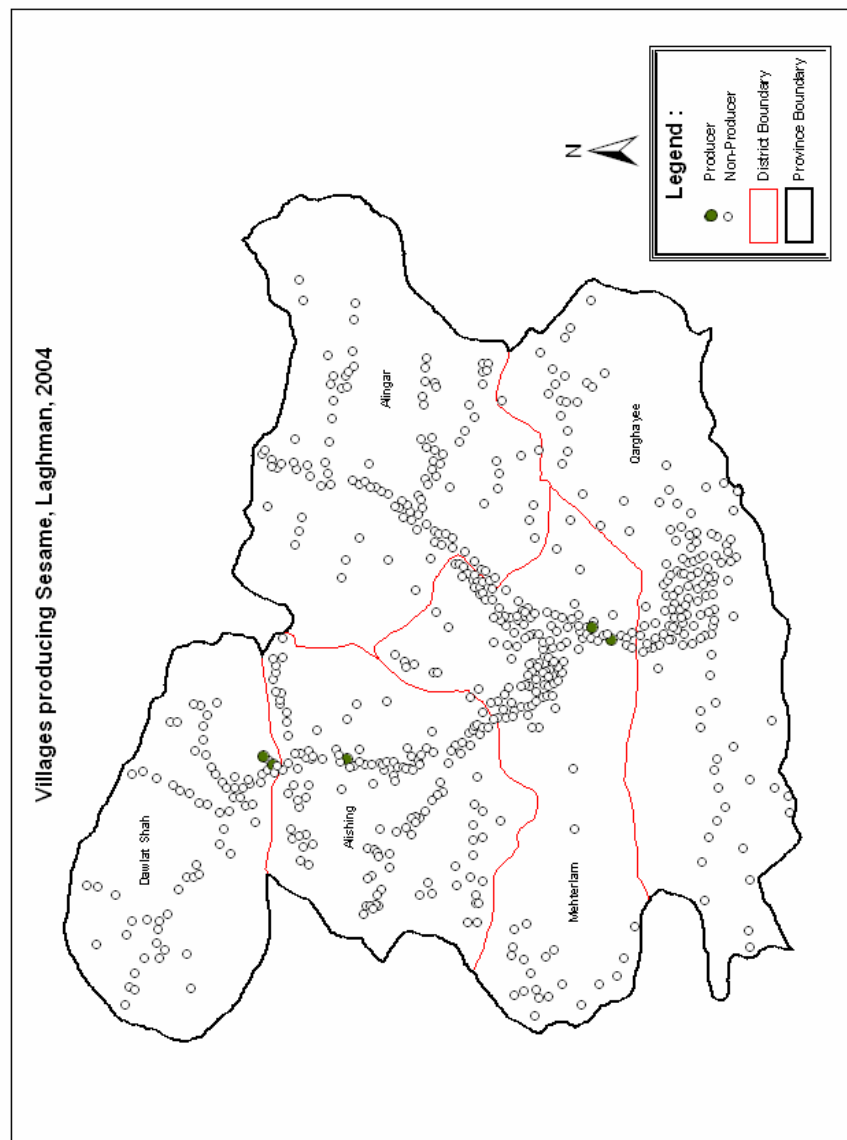 Villages producing Sesame, Laghman, 2004
N
Dawlat Shah
Alingar
Alishing
Mehterlam
Qarghayee
Legend :
Producer
Non-Producer
District Boundary
Province Boundary